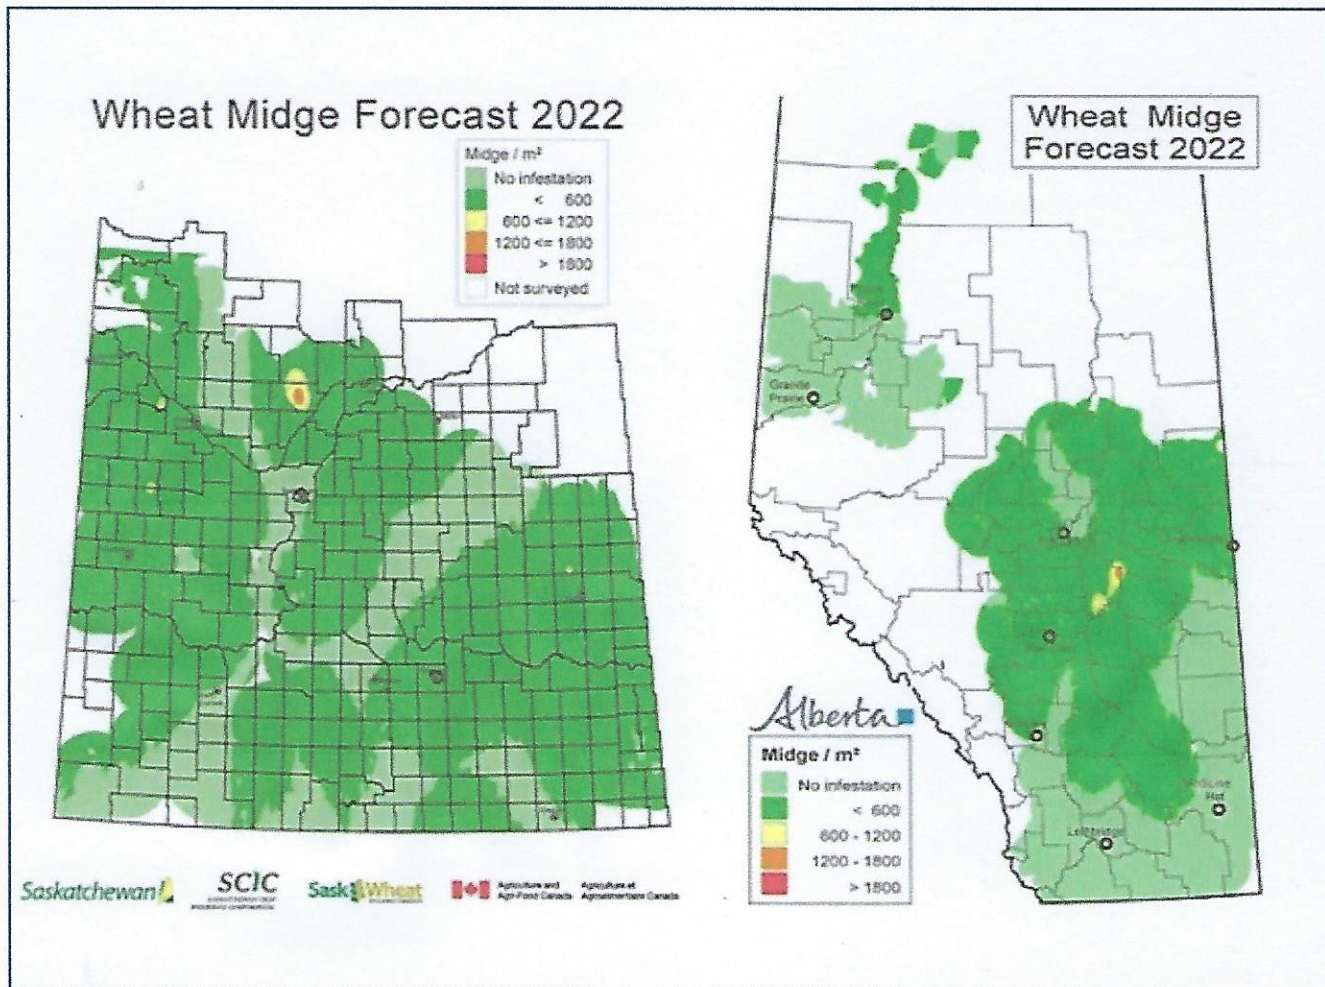 Wheat Midge Forecast 2022
Midge / m²
No infestation
< 600
600 <= 1200
1200 <= 1800
> 1800
Not surveyed
Saskatchewan
SCIC
Sask Wheat
Agriculture and
Agri-Food Canada
Agriculture et
Agroalimentaire Canada
Wheat Midge
Forecast 2022
Grande
Prairie
Medicine
Hat
Lethbridge
Alberta
Midge / m²
No infestation
< 600
600 - 1200
1200 - 1800
> 1800